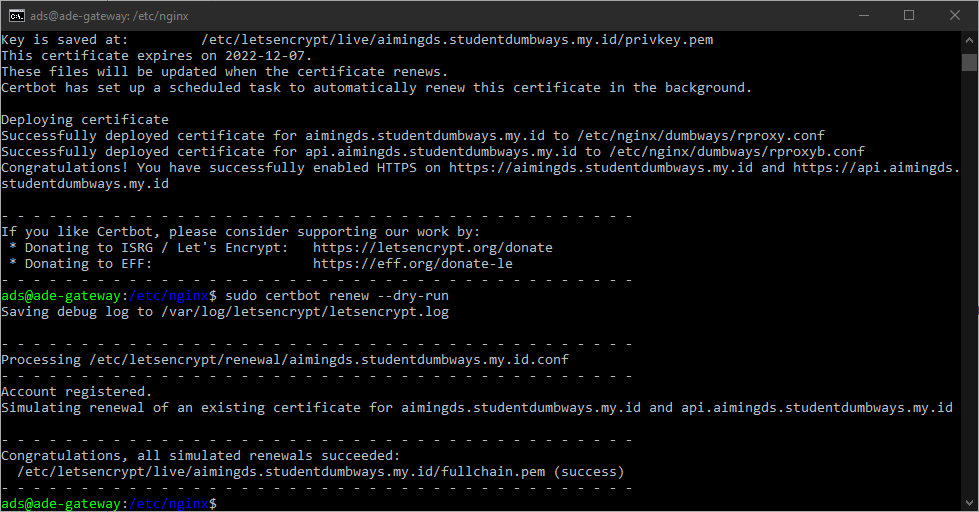 ads@ade-gateway: /etc/nginx
Key is saved at:         /etc/letsencrypt/live/aimingds.studentdumbways.my.id/privkey.pem
This certificate expires on 2022-12-07.
These files will be updated when the certificate renews.
Certbot has set up a scheduled task to automatically renew this certificate in the background.

Deploying certificate
Successfully deployed certificate for aimingds.studentdumbways.my.id to /etc/nginx/dumbways/rproxy.conf
Successfully deployed certificate for api.aimingds.studentdumbways.my.id to /etc/nginx/dumbways/rproxyb.conf
Congratulations! You have successfully enabled HTTPS on https://aimingds.studentdumbways.my.id and https://api.aimingds.
studentdumbways.my.id

- - - - - - - - - - - - - - - - - - - - - - - - - - - - - - - - - - - - - - - -
If you like Certbot, please consider supporting our work by:
 * Donating to ISRG / Let's Encrypt:   https://letsencrypt.org/donate
 * Donating to EFF:                    https://eff.org/donate-le
- - - - - - - - - - - - - - - - - - - - - - - - - - - - - - - - - - - - - - - -
ads@ade-gateway:/etc/nginx$ sudo certbot renew --dry-run
Saving debug log to /var/log/letsencrypt/letsencrypt.log

- - - - - - - - - - - - - - - - - - - - - - - - - - - - - - - - - - - - - - - -
Processing /etc/letsencrypt/renewal/aimingds.studentdumbways.my.id.conf
- - - - - - - - - - - - - - - - - - - - - - - - - - - - - - - - - - - - - - - -
Account registered.
Simulating renewal of an existing certificate for aimingds.studentdumbways.my.id and api.aimingds.studentdumbways.my.id

- - - - - - - - - - - - - - - - - - - - - - - - - - - - - - - - - - - - - - - -
Congratulations, all simulated renewals succeeded:
  /etc/letsencrypt/live/aimingds.studentdumbways.my.id/fullchain.pem (success)
- - - - - - - - - - - - - - - - - - - - - - - - - - - - - - - - - - - - - - - -
ads@ade-gateway:/etc/nginx$